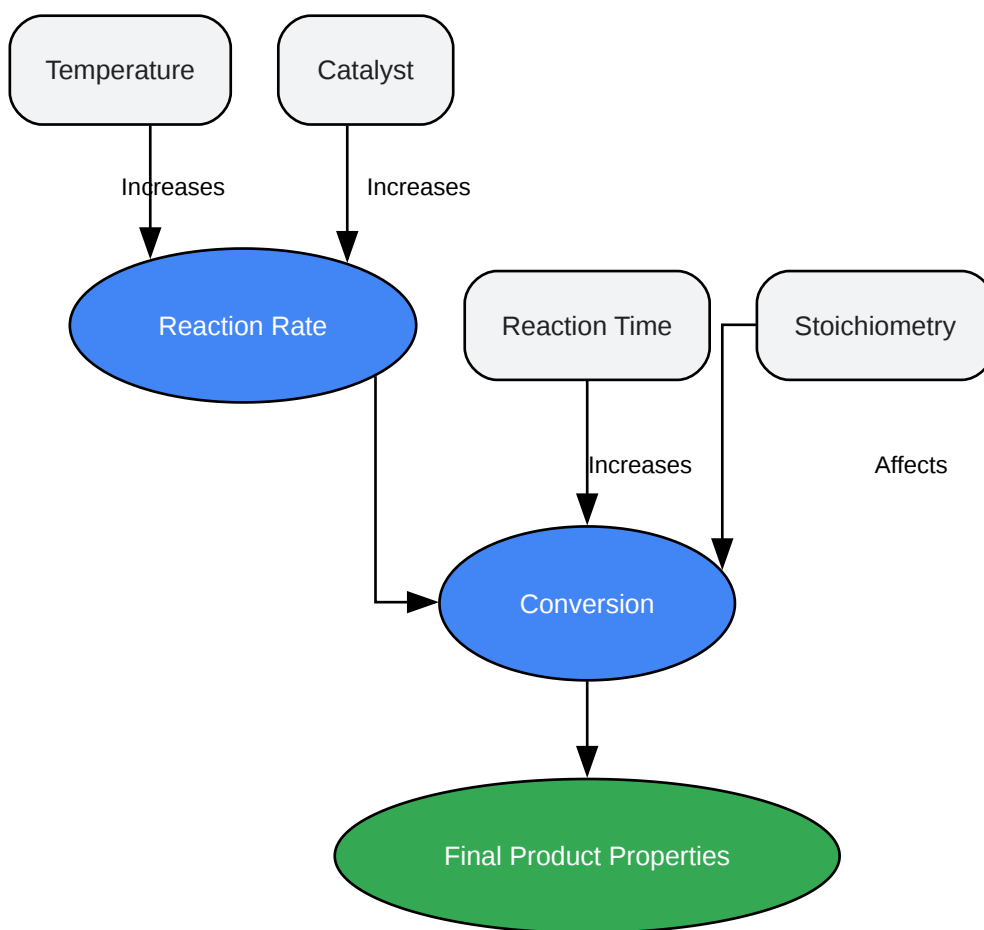 Temperature
Catalyst
Increases
Increases
Reaction Rate
Reaction Time
Stoichiometry
Increases
Affects
Conversion
Final Product Properties